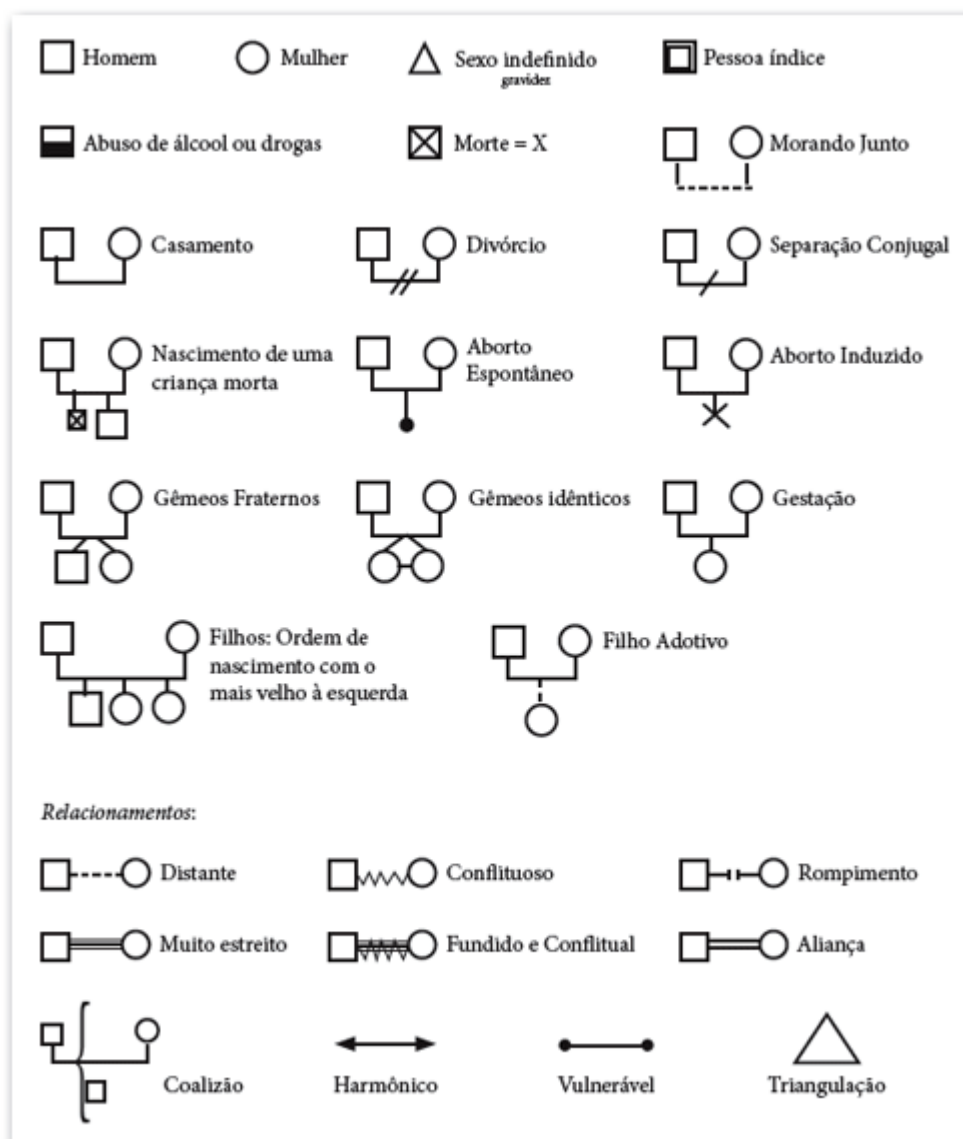 Homem
Mulher
Sexo indefinido
gravidez
Pessoa índice
Abuso de álcool ou drogas
Morte = X
Morando Junto
Casamento
Divórcio
Separação Conjugal
Nascimento de uma
criança morta
Aborto
Espontâneo
Aborto Induzido
Gêmeos Fraternos
Gêmeos idênticos
Gestação
Filhos: Ordem de
nascimento com o
mais velho à esquerda
Filho Adotivo
Relacionamentos:
Distante
Conflituoso
Rompimento
Muito estreito
Fundido e Conflitual
Aliança
Coalizão
Harmônico
Vulnerável
Triangulação